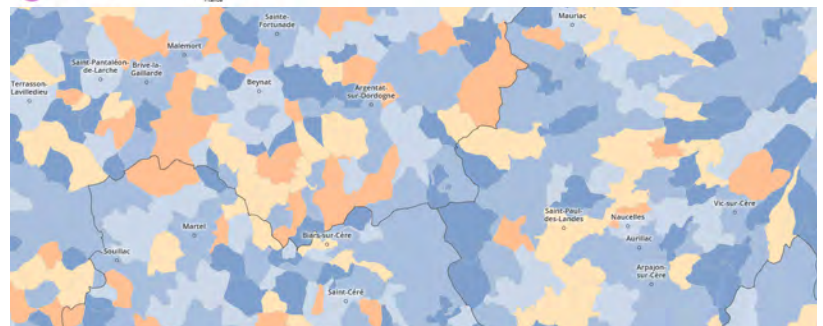 Sainte-
Fortunade
Mauriac
Malemort
Saint-Pantaléon-
de-Larche
Brive-la-
Gaillarde
Terrasson-
Lavilledieu
Beynat
Argentat-
sur-Dordogne
Vic-sur-Cère
Saint-Paul-
des-Landes
Naucelles
Martel
Biars-sur-Cère
Aurillac
Souillac
Arpajon-
sur-Cère
Saint-Céré